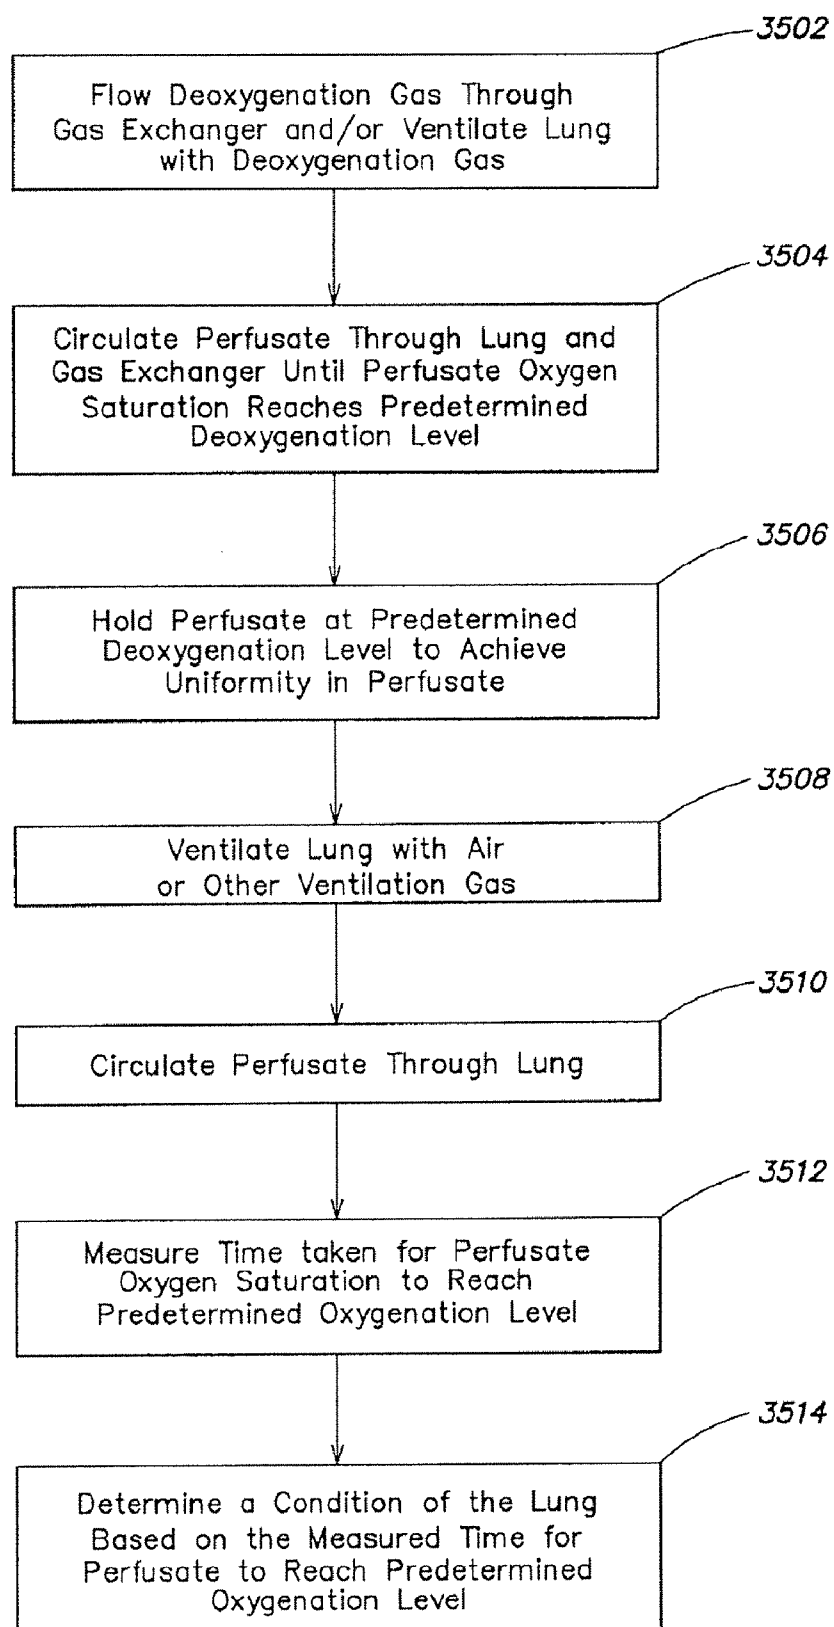 3502
Flow Deoxygenation Gas Through
Gas Exchanger and/or Ventilate Lung
with Deoxygenation Gas
3504
Circulate Perfusate Through Lung and
Gas Exchanger Until Perfusate Oxygen
Saturation Reaches Predetermined
Deoxygenation Level
3506
Hold Perfusate at Predetermined
Deoxygenation Level to Achieve
Uniformity in Perfusate
3508
Ventilate Lung with Air
or Other Ventilation Gas
3510
Circulate Perfusate Through Lung
3512
Measure Time taken for Perfusate
Oxygen Saturation to Reach
Predetermined Oxygenation Level
3514
Determine a Condition of the Lung
Based on the Measured Time for
Perfusate to Reach Predetermined
Oxygenation Level